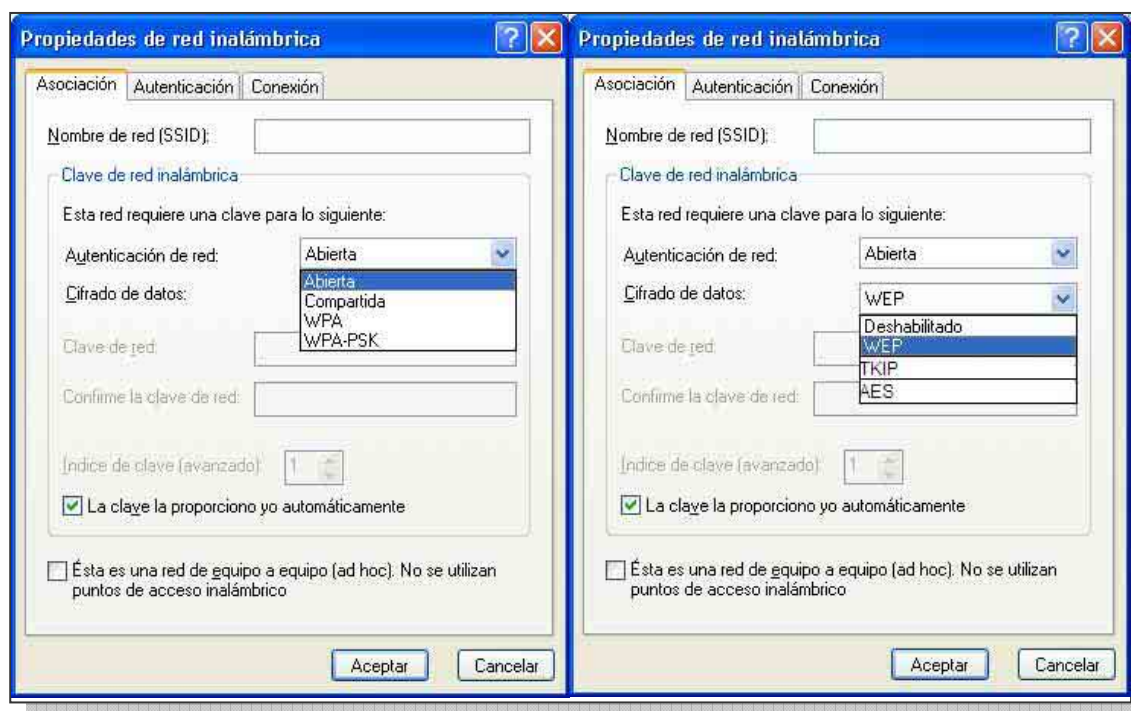 Propiedades de red inalámbrica
Asociación Autenticación Conexión
Nombre de red (SSID):
Clave de red inalámbrica
Esta red requiere una clave para lo siguiente:
Autenticación de red: Abierta
Abierta
Cifrado de datos: Compartida
WPA
WPA-PSK
Clave de red:
Confirme la clave de red:
Índice de clave (avanzado): 1
La clave la proporciono yo automáticamente
Ésta es una red de equipo a equipo (ad hoc). No se utilizan
puntos de acceso inalámbrico
Aceptar Cancelar
Propiedades de red inalámbrica
Asociación Autenticación Conexión
Nombre de red (SSID):
Clave de red inalámbrica
Esta red requiere una clave para lo siguiente:
Autenticación de red: Abierta
Cifrado de datos: WEP
Deshabilitado
WEP
TKIP
AES
Clave de red:
Confirme la clave de red:
Índice de clave (avanzado): 1
La clave la proporciono yo automáticamente
Ésta es una red de equipo a equipo (ad hoc). No se utilizan
puntos de acceso inalámbrico
Aceptar Cancelar